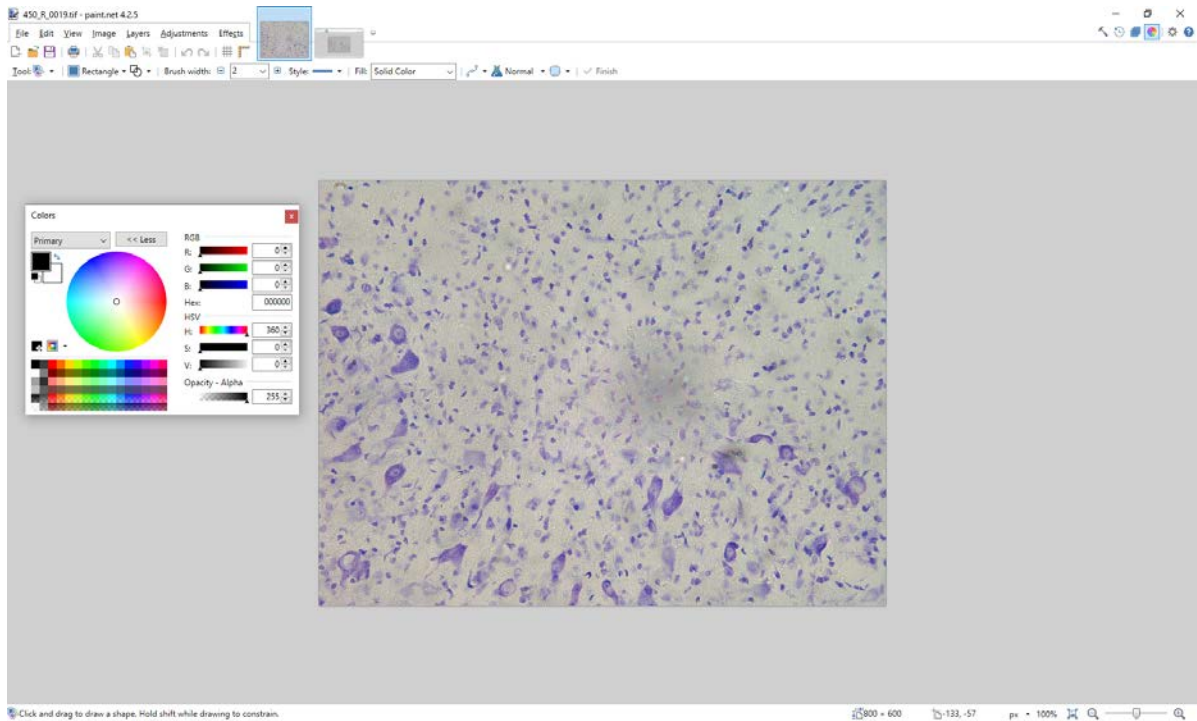 450_R_0019.tif - paint.net 4.2.5
File Edit View Image Layers Adjustments Effects
Tool: Rectangle Brush width: 2 Style: Fill: Solid Color Normal Finish
Colors
Primary << Less RGB
R: 0
G: 0
B: 0
Hex: 000000
HSV
H: 360
S: 0
V: 0
Opacity - Alpha
255
Click and drag to draw a shape. Hold shift while drawing to constrain. 800 × 600 -133, -57 px 100%